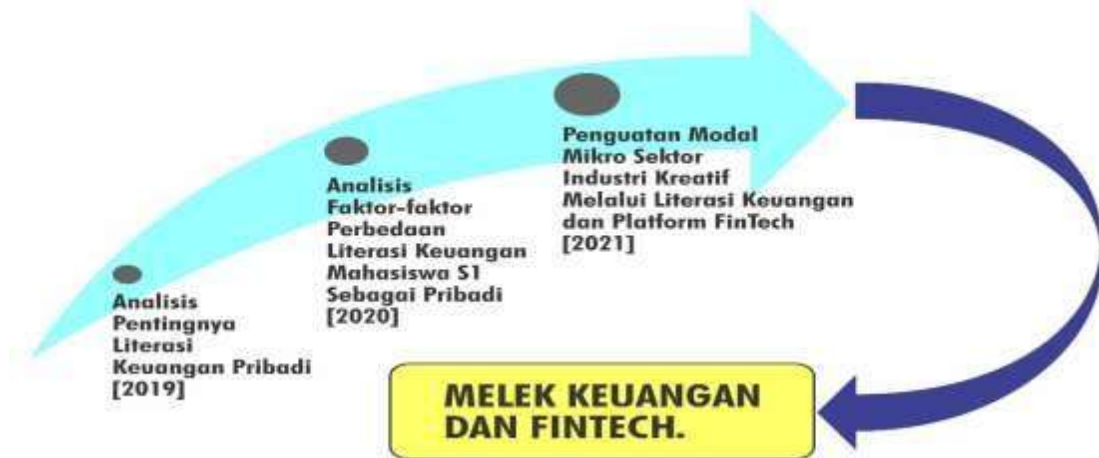 Analisis
Pentingnya
Literasi
Keuangan Pribadi
[2019]
Analisis
Faktor-faktor
Perbedaan
Literasi Keuangan
Mahasiswa S1
Sebagai Pribadi
[2020]
Penguatan Modal
Mikro Sektor
Industri Kreatif
Melalui Literasi Keuangan
dan Platform FinTech
[2021]
MELEK KEUANGAN
DAN FINTECH.